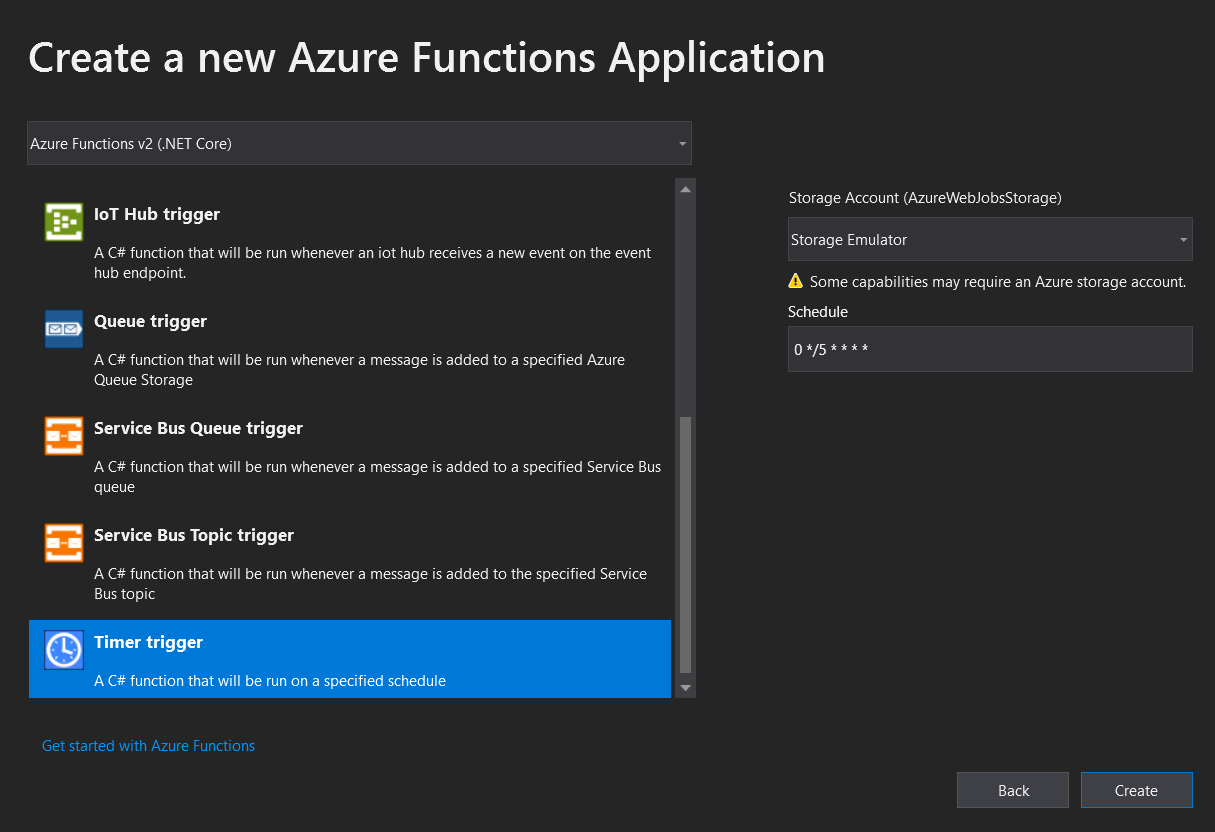 Create a new Azure Functions Application
Azure Functions v2 (.NET Core)
IoT Hub trigger
A C# function that will be run whenever an iot hub receives a new event on the event
hub endpoint.
Queue trigger
A C# function that will be run whenever a message is added to a specified Azure
Queue Storage
Service Bus Queue trigger
A C# function that will be run whenever a message is added to a specified Service Bus
queue
Service Bus Topic trigger
A C# function that will be run whenever a message is added to the specified Service
Bus topic
Timer trigger
A C# function that will be run on a specified schedule
Get started with Azure Functions
Storage Account (AzureWebJobsStorage)
Storage Emulator
Some capabilities may require an Azure storage account.
Schedule
0 */5 * * * *
Back
Create